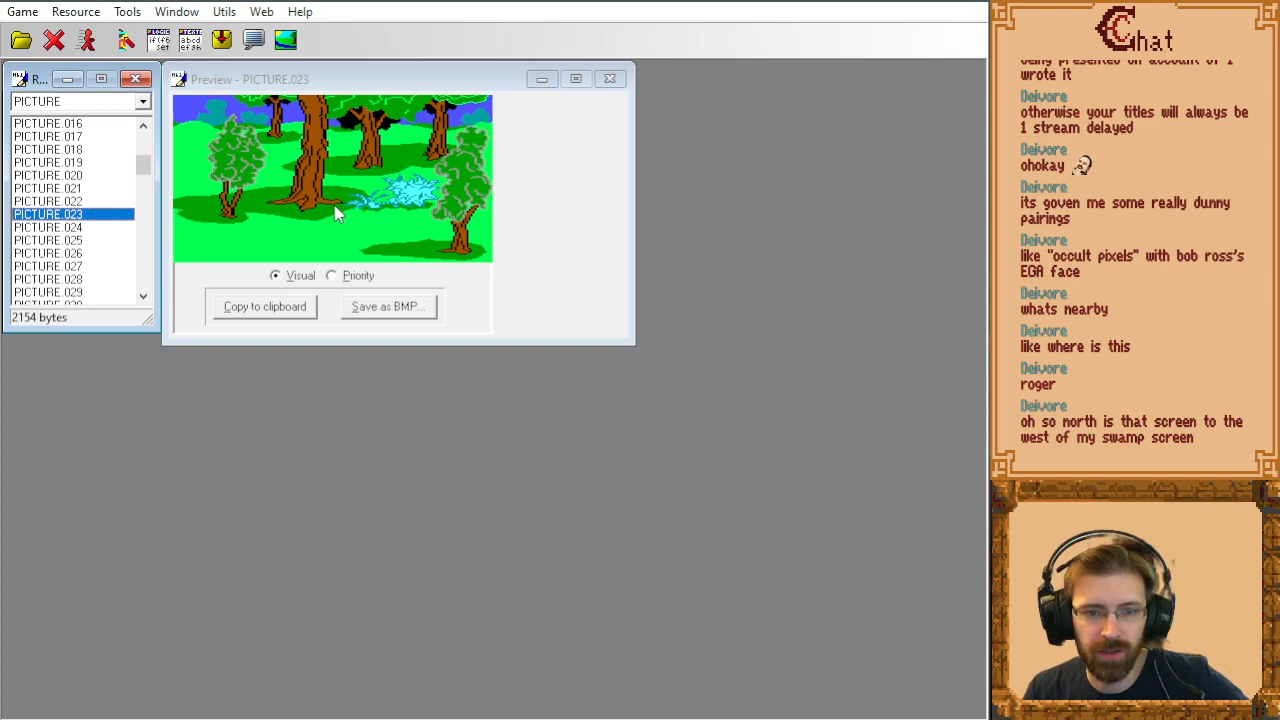 Game Resource Tools Window Utils Web Help
R...
PICTURE
PICTURE.016
PICTURE.017
PICTURE.018
PICTURE.019
PICTURE.020
PICTURE.021
PICTURE.022
PICTURE.023
PICTURE.024
PICTURE.025
PICTURE.026
PICTURE.027
PICTURE.028
PICTURE.029
2154 bytes
Preview - PICTURE.023
Visual Priority
Copy to clipboard Save as BMP...
Chat
being presented on account of I
wrote it
Deivore
otherwise your titles will always be
1 stream delayed
Deivore
ohokay
Deivore
its goven me some really dunny
pairings
Deivore
like "occult pixels" with bob ross's
EGA face
Deivore
whats nearby
Deivore
like where is this
Deivore
roger
Deivore
oh so north is that screen to the
west of my swamp screen